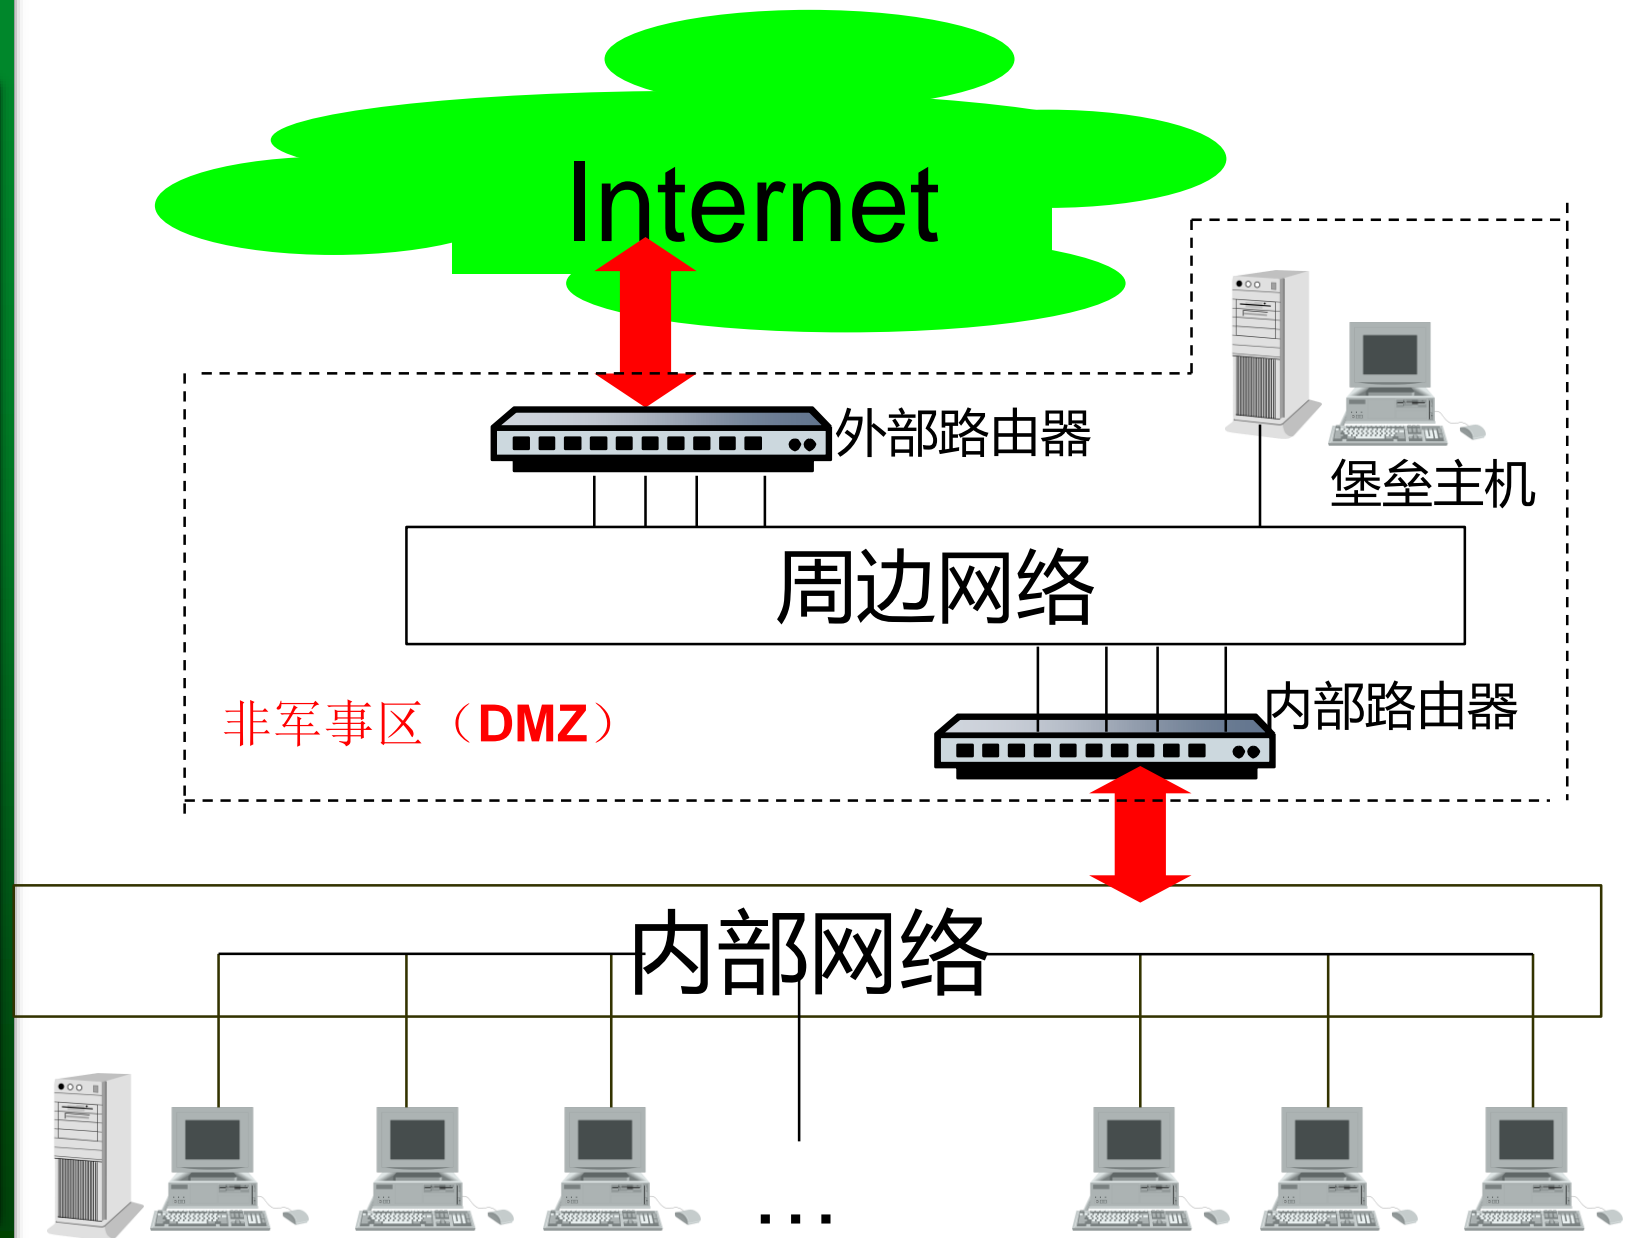 Internet
外部路由器
堡垒主机
周边网络
内部路由器
非军事区（DMZ）
内部网络
...